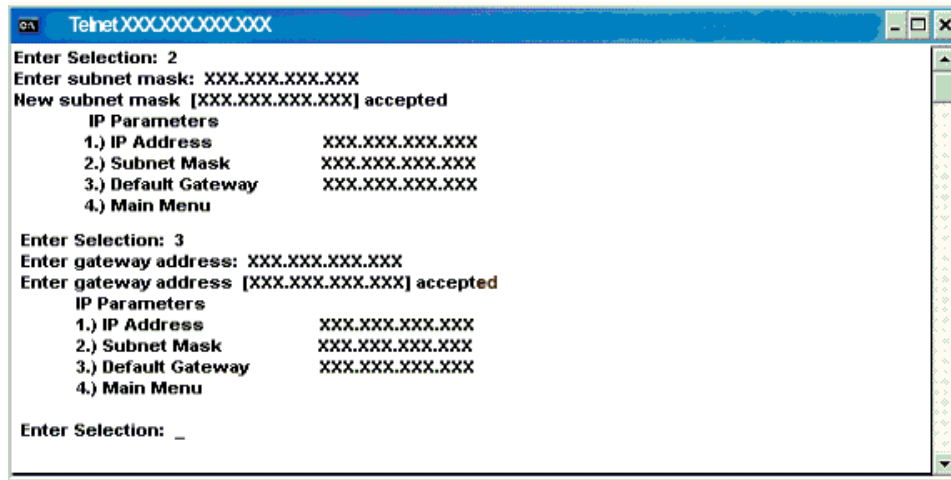 Telnet XXX.XXX.XXX.XXX
Enter Selection: 2
Enter subnet mask: XXX.XXX.XXX.XXX
New subnet mask [XXX.XXX.XXX.XXX] accepted
IP Parameters
1.) IP Address XXX.XXX.XXX.XXX
2.) Subnet Mask XXX.XXX.XXX.XXX
3.) Default Gateway XXX.XXX.XXX.XXX
4.) Main Menu
Enter Selection: 3
Enter gateway address: XXX.XXX.XXX.XXX
Enter gateway address [XXX.XXX.XXX.XXX] accepted
IP Parameters
1.) IP Address XXX.XXX.XXX.XXX
2.) Subnet Mask XXX.XXX.XXX.XXX
3.) Default Gateway XXX.XXX.XXX.XXX
4.) Main Menu
Enter Selection: _